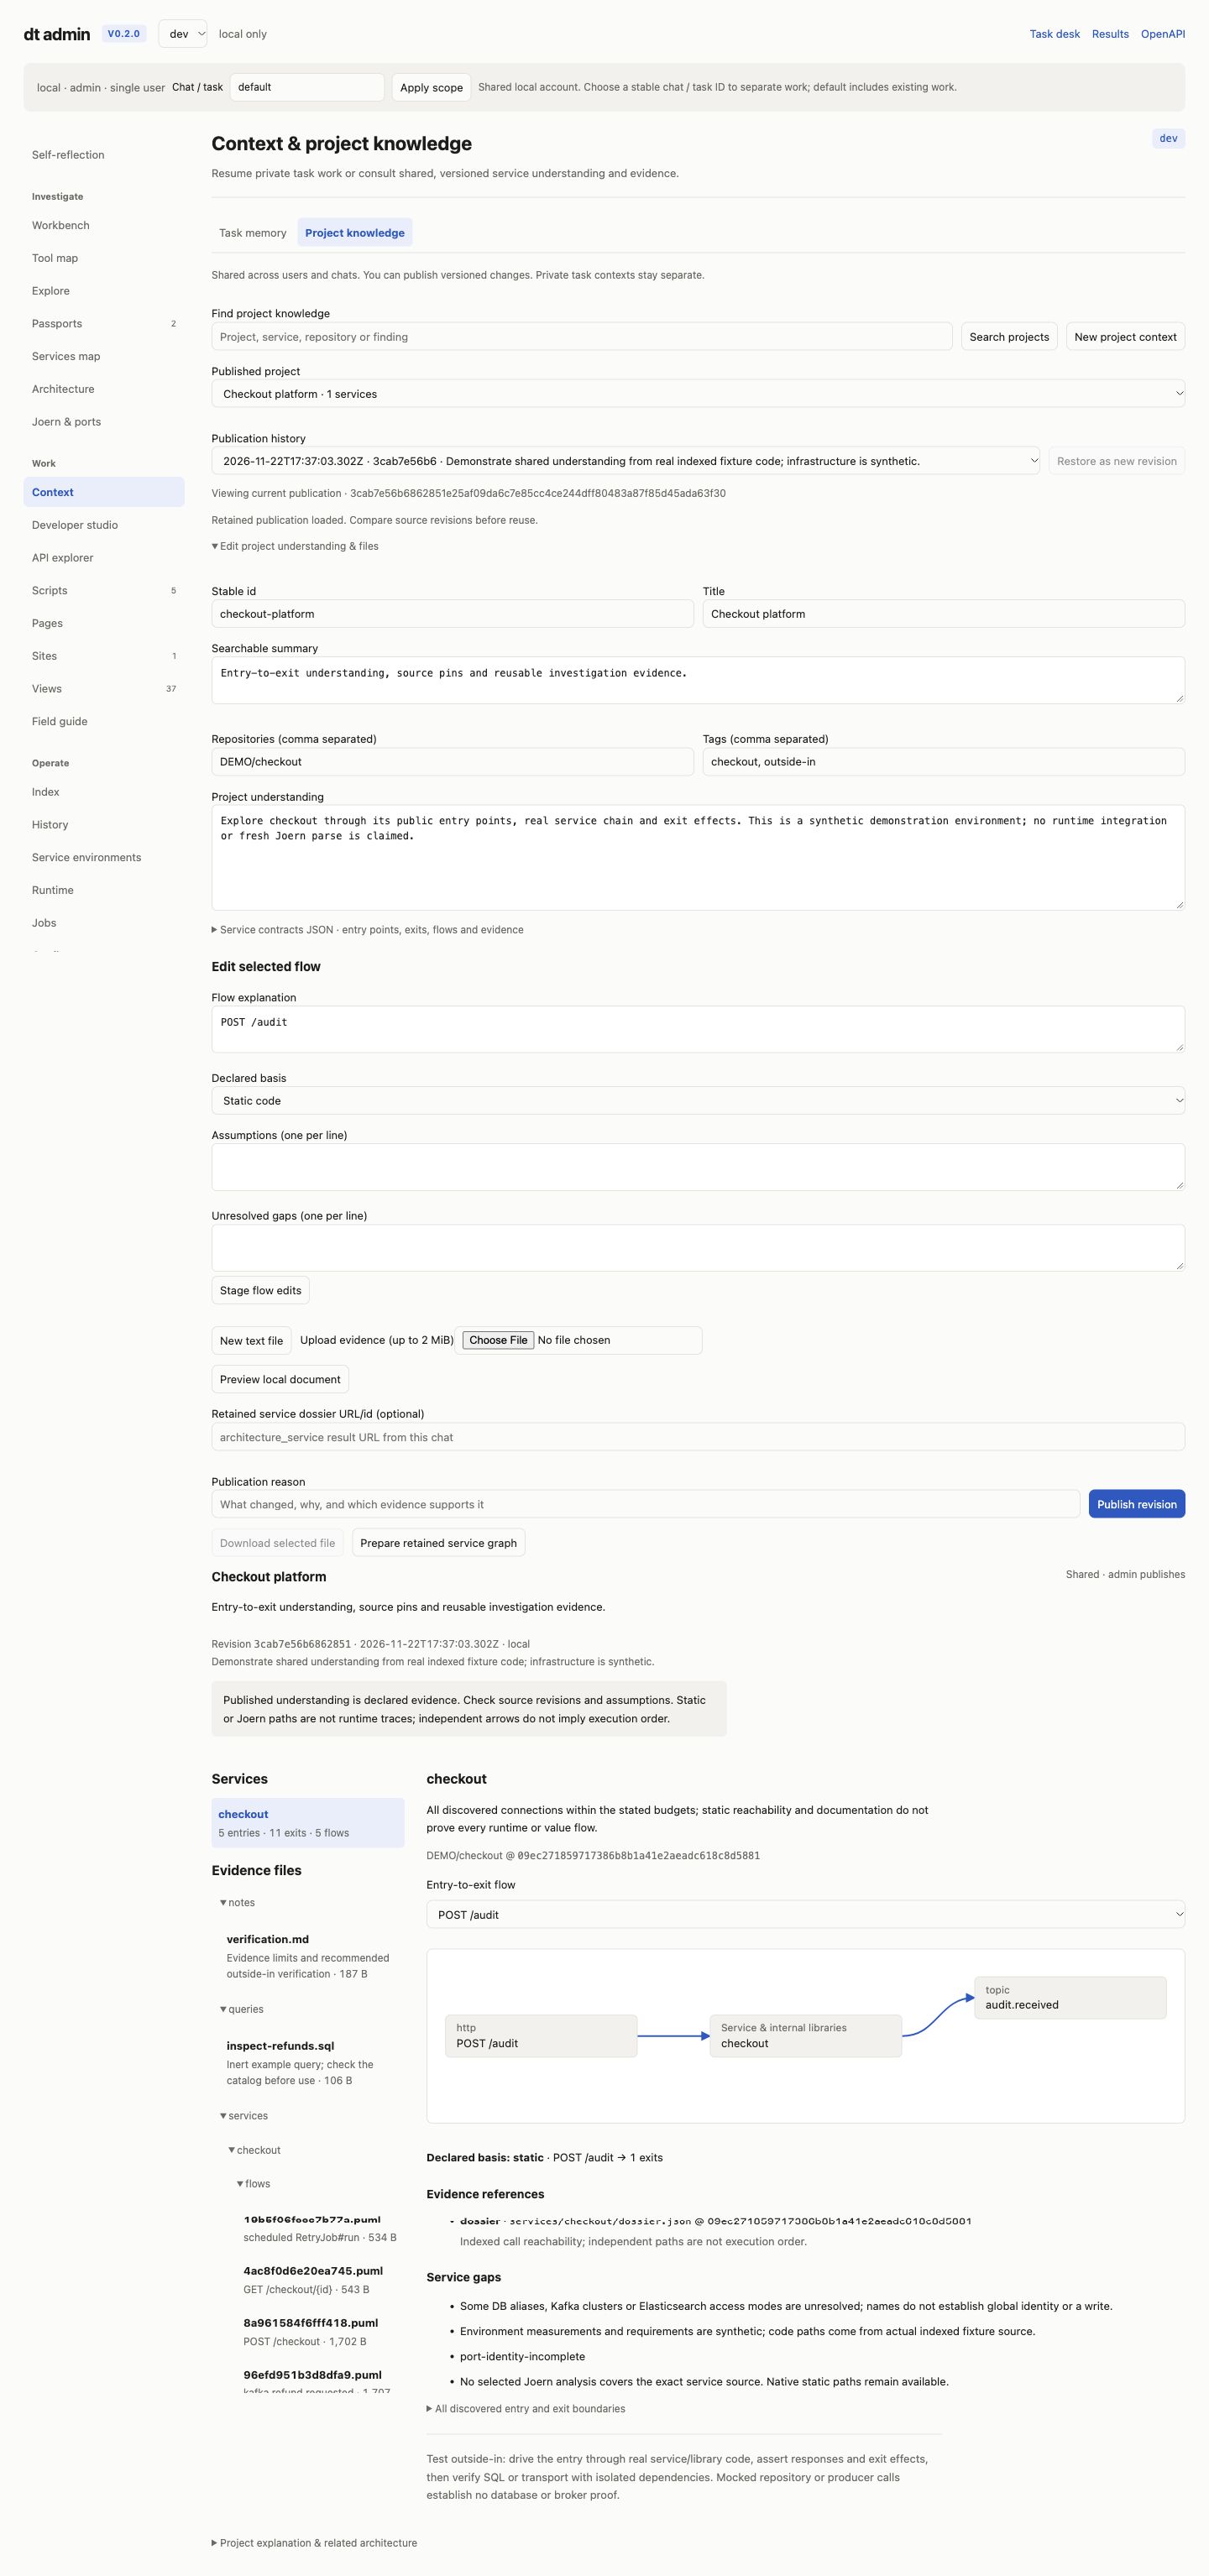 dt admin V0.2.0 dev local only Task desk Results OpenAPI
local · admin · single user Chat / task default Apply scope Shared local account. Choose a stable chat / task ID to separate work; default includes existing work.
Self-reflection
Investigate
Workbench
Tool map
Explore
Passports 2
Services map
Architecture
Joern & ports
Work
Context
Developer studio
API explorer
Scripts 5
Pages
Sites 1
Views 37
Field guide
Operate
Index
History
Service environments
Runtime
Jobs
Context & project knowledge dev
Resume private task work or consult shared, versioned service understanding and evidence.
Task memory Project knowledge
Shared across users and chats. You can publish versioned changes. Private task contexts stay separate.
Find project knowledge
Project, service, repository or finding Search projects New project context
Published project
Checkout platform · 1 services
Publication history
2026-11-22T17:37:03.302Z · 3cab7e56b6 · Demonstrate shared understanding from real indexed fixture code; infrastructure is synthetic. Restore as new revision
Viewing current publication · 3cab7e56b6862851e25af09da6c7e85cc4ce244dff80483a87f85d45ada63f30
Retained publication loaded. Compare source revisions before reuse.
▼ Edit project understanding & files
Stable id Title
checkout-platform Checkout platform
Searchable summary
Entry-to-exit understanding, source pins and reusable investigation evidence.
Repositories (comma separated) Tags (comma separated)
DEMO/checkout checkout, outside-in
Project understanding
Explore checkout through its public entry points, real service chain and exit effects. This is a synthetic demonstration environment; no runtime integration
or fresh Joern parse is claimed.
▶ Service contracts JSON · entry points, exits, flows and evidence
Edit selected flow
Flow explanation
POST /audit
Declared basis
Static code
Assumptions (one per line)
Unresolved gaps (one per line)
Stage flow edits
New text file Upload evidence (up to 2 MiB) Choose File No file chosen
Preview local document
Retained service dossier URL/id (optional)
architecture_service result URL from this chat
Publication reason
What changed, why, and which evidence supports it Publish revision
Download selected file Prepare retained service graph
Checkout platform Shared · admin publishes
Entry-to-exit understanding, source pins and reusable investigation evidence.
Revision 3cab7e56b6862851 · 2026-11-22T17:37:03.302Z · local
Demonstrate shared understanding from real indexed fixture code; infrastructure is synthetic.
Published understanding is declared evidence. Check source revisions and assumptions. Static
or Joern paths are not runtime traces; independent arrows do not imply execution order.
Services
checkout
5 entries · 11 exits · 5 flows
Evidence files
▼ notes
verification.md
Evidence limits and recommended
outside-in verification · 187 B
▼ queries
inspect-refunds.sql
Inert example query; check the
catalog before use · 106 B
▼ services
▼ checkout
▼ flows
scheduled RetryJob#run · 534 B
4ac8f0d6e20ea745.puml
GET /checkout/{id} · 543 B
8a961584f6fff418.puml
POST /checkout · 1,702 B
96efd951b3d8dfa9.puml
kafka refund.requested · 1,707
checkout
All discovered connections within the stated budgets; static reachability and documentation do not
prove every runtime or value flow.
DEMO/checkout @ 09ec271859717386b8b1a41e2aeadc618c8d5881
Entry-to-exit flow
POST /audit
http
POST /audit
Service & internal libraries
checkout
topic
audit.received
Declared basis: static · POST /audit → 1 exits
Evidence references
• dossier · services/checkout/dossier.json @ 09ec271859717386b8b1a41e2aeadc618c8d5881
Indexed call reachability; independent paths are not execution order.
Service gaps
• Some DB aliases, Kafka clusters or Elasticsearch access modes are unresolved; names do not establish global identity or a write.
• Environment measurements and requirements are synthetic; code paths come from actual indexed fixture source.
• port-identity-incomplete
• No selected Joern analysis covers the exact service source. Native static paths remain available.
▶ All discovered entry and exit boundaries
Test outside-in: drive the entry through real service/library code, assert responses and exit effects,
then verify SQL or transport with isolated dependencies. Mocked repository or producer calls
establish no database or broker proof.
▶ Project explanation & related architecture